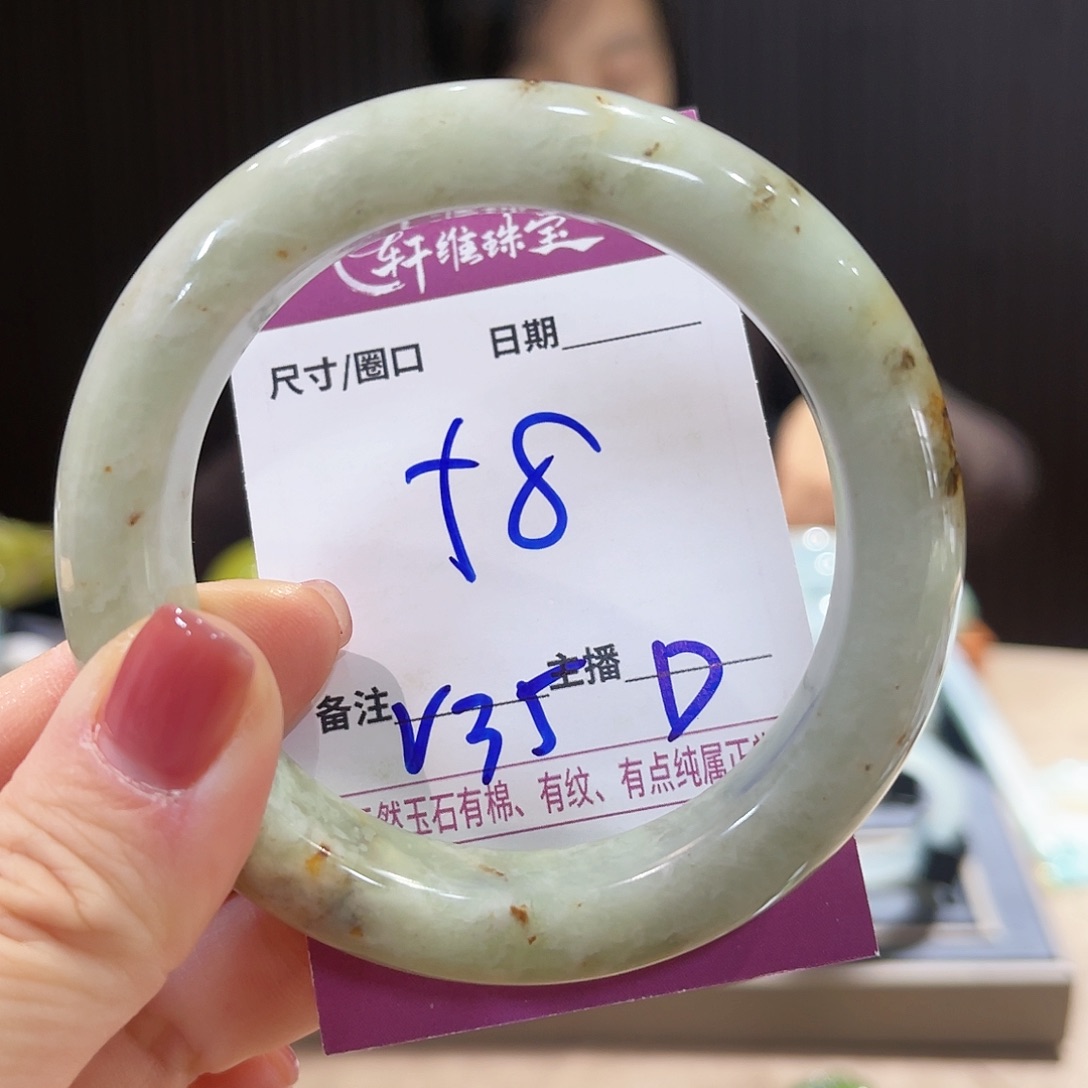 轩维珠宝
尺寸/圈口 日期
58
备注 V35 主播 D
然玉石有棉、有纹、有点纯属正